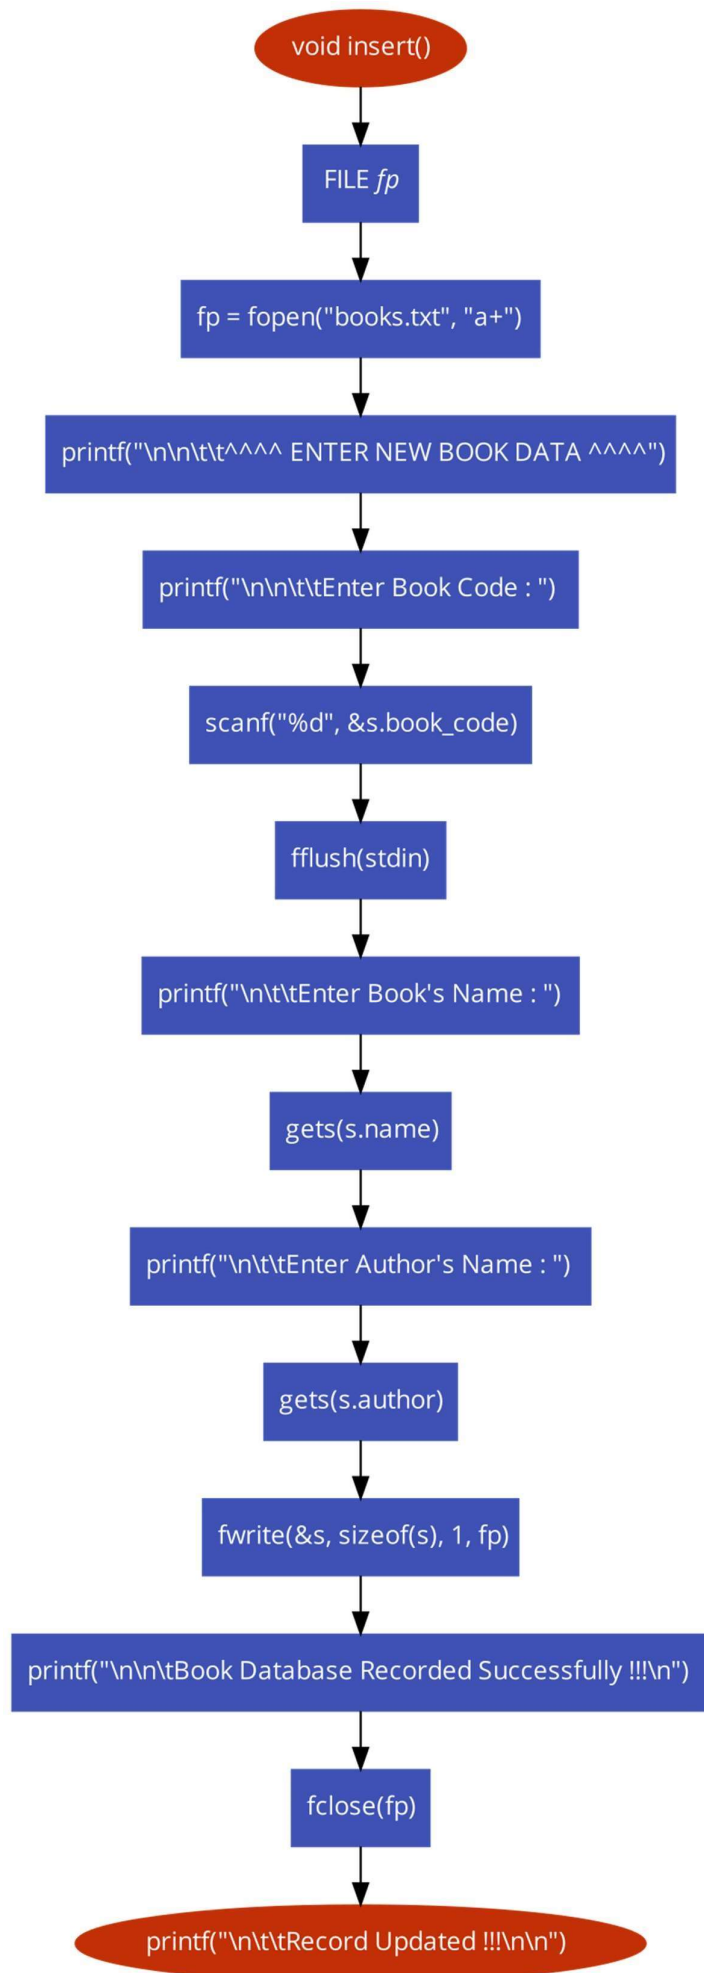 void insert()
FILE fp
fp = fopen("books.txt", "a+")
printf("\n\n\t\t^^^^ ENTER NEW BOOK DATA ^^^^")
printf("\n\n\t\tEnter Book Code : ")
scanf("%d", &s.book_code)
fflush(stdin)
printf("\n\t\tEnter Book's Name : ")
gets(s.name)
printf("\n\t\tEnter Author's Name : ")
gets(s.author)
fwrite(&s, sizeof(s), 1, fp)
printf("\n\n\tBook Database Recorded Successfully !!!\n")
fclose(fp)
printf("\n\t\tRecord Updated !!!\n\n")